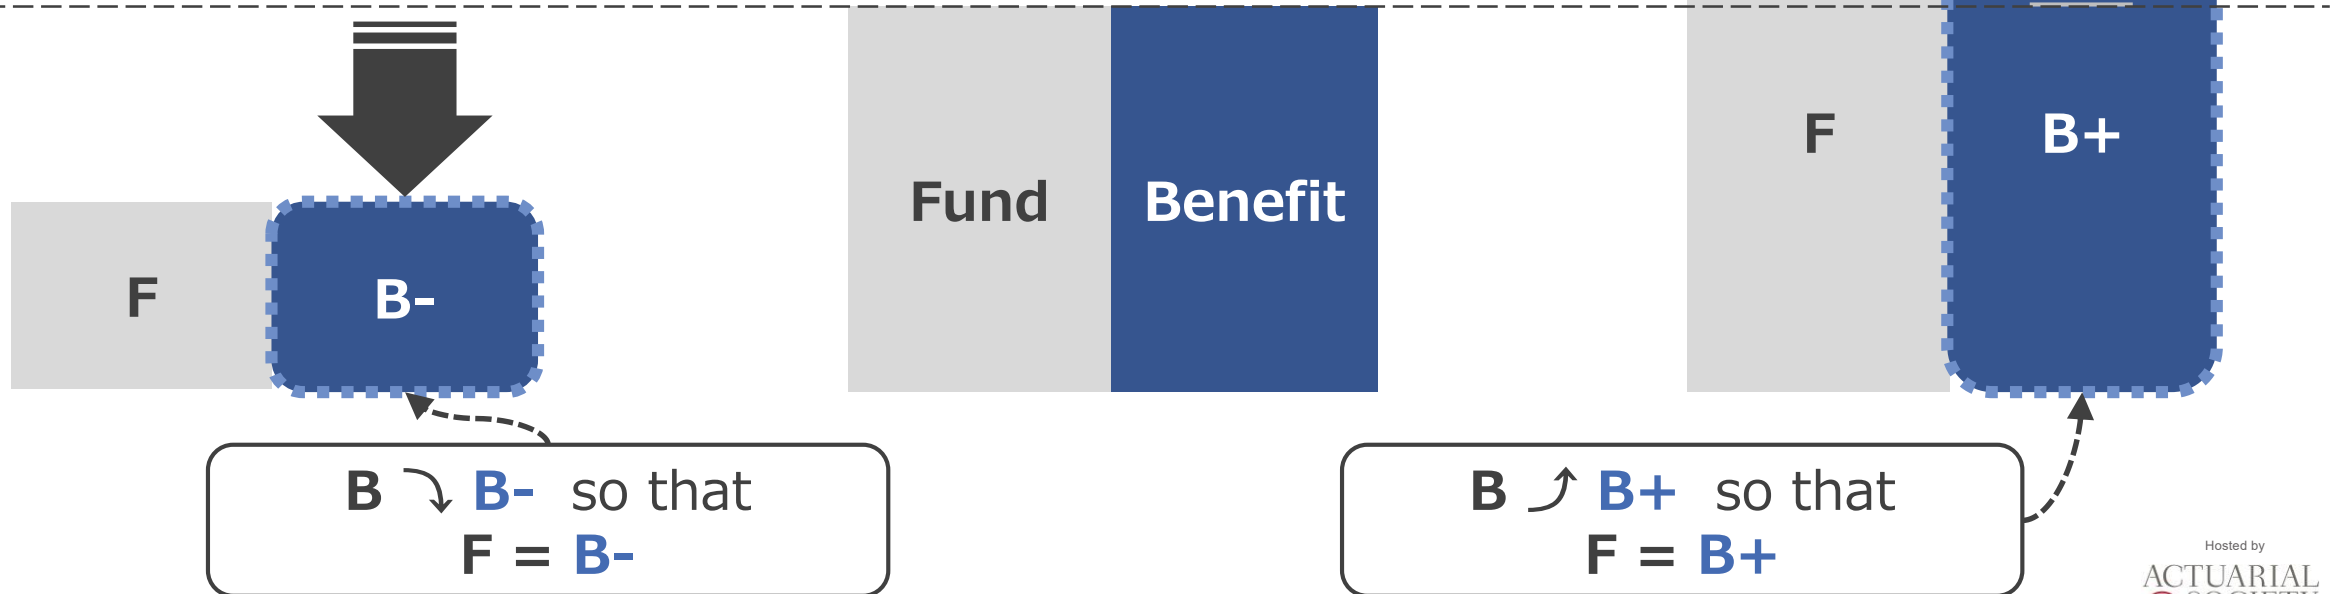 Fund
Benefit
F
B+
F
B-
B B- so that
F = B-
B B+ so that
F = B+
Hosted by
ACTUARIAL